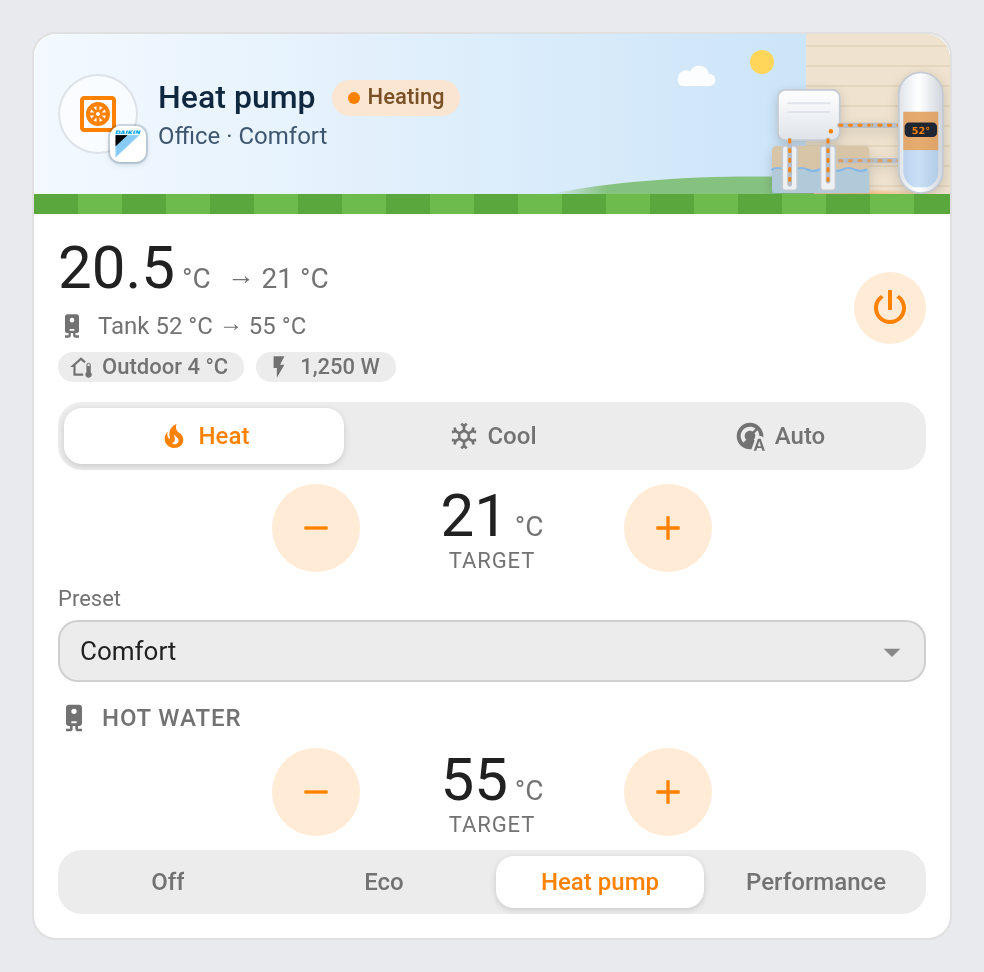 Heat pump
Heating
Office · Comfort
DAIKIN
52°
20.5 °C → 21 °C
Tank 52 °C → 55 °C
Outdoor 4 °C
1,250 W
Heat
Cool
Auto
21 °C
TARGET
Preset
Comfort
HOT WATER
55 °C
TARGET
Off
Eco
Heat pump
Performance